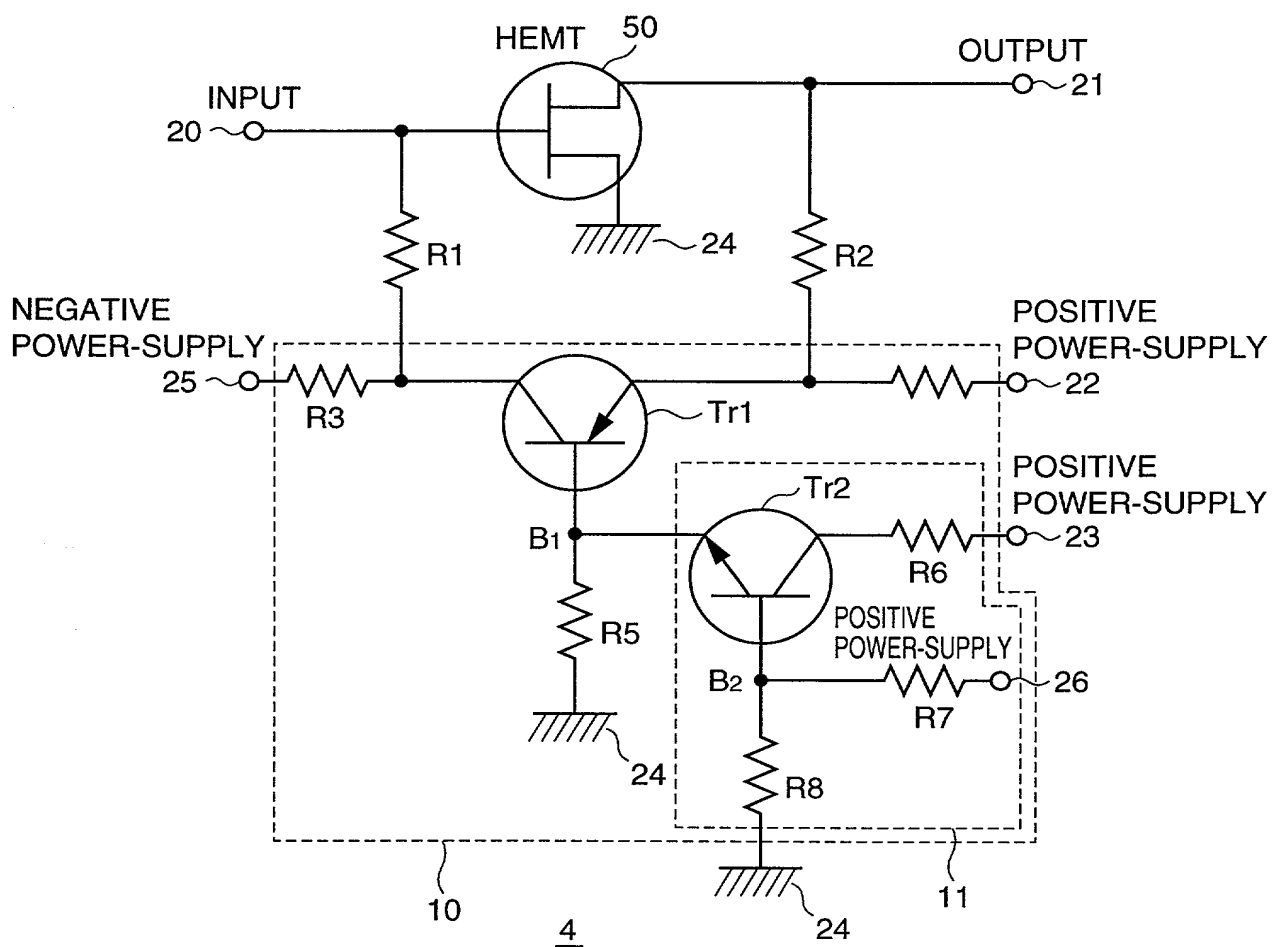 HEMT
50
OUTPUT
21
INPUT
20
24
R1
R2
NEGATIVE
POWER-SUPPLY
25
POSITIVE
POWER-SUPPLY
22
R3
Tr1
POSITIVE
POWER-SUPPLY
23
Tr2
B1
R6
R5
POSITIVE
POWER-SUPPLY
26
B2
R7
24
R8
10
11
24
4